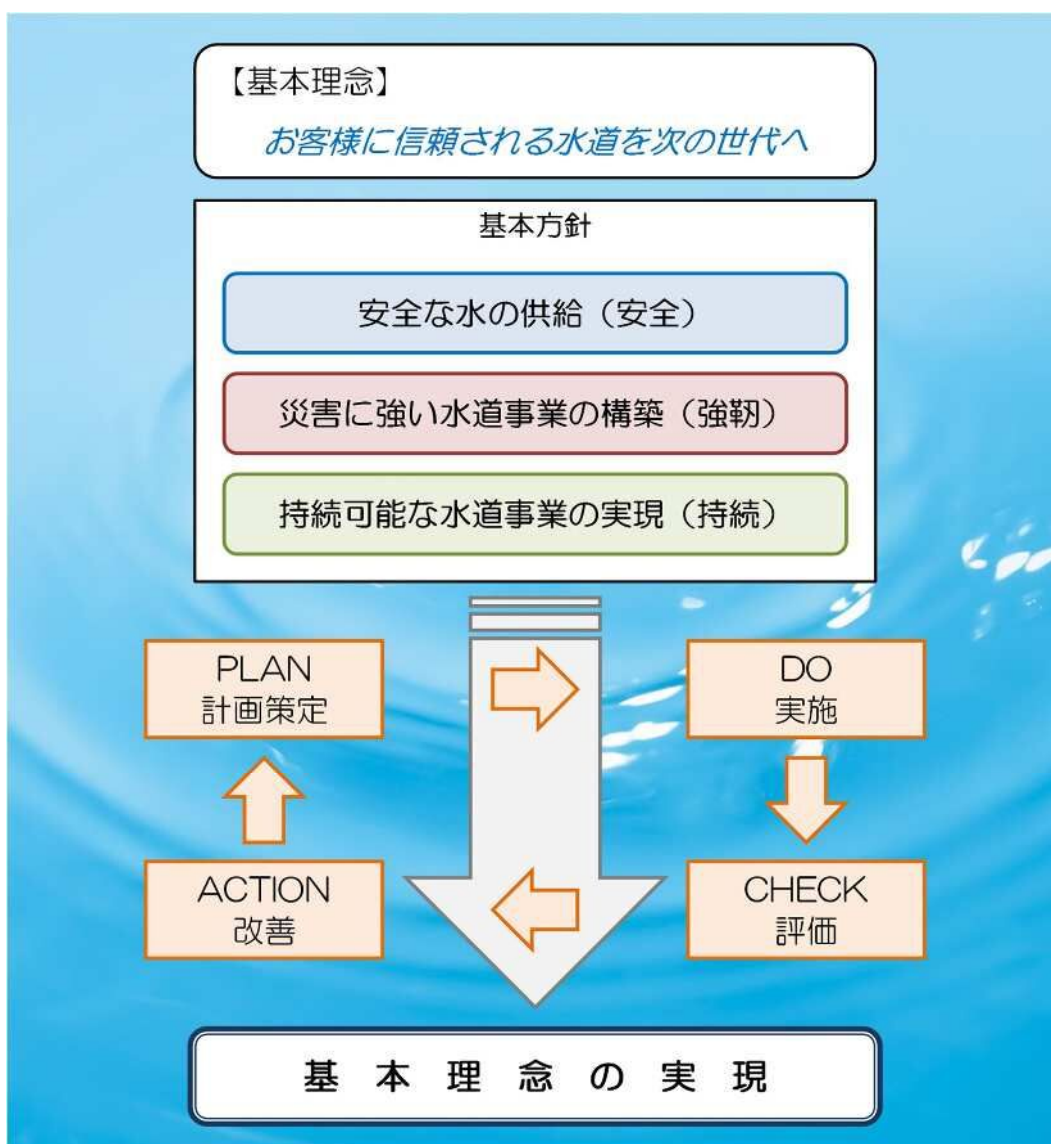 【基本理念】
お客様に信頼される水道を次の世代へ
基本方針
安全な水の供給（安全）
災害に強い水道事業の構築（強靭）
持続可能な水道事業の実現（持続）
PLAN
計画策定
DO
実施
ACTION
改善
CHECK
評価
基本理念の実現